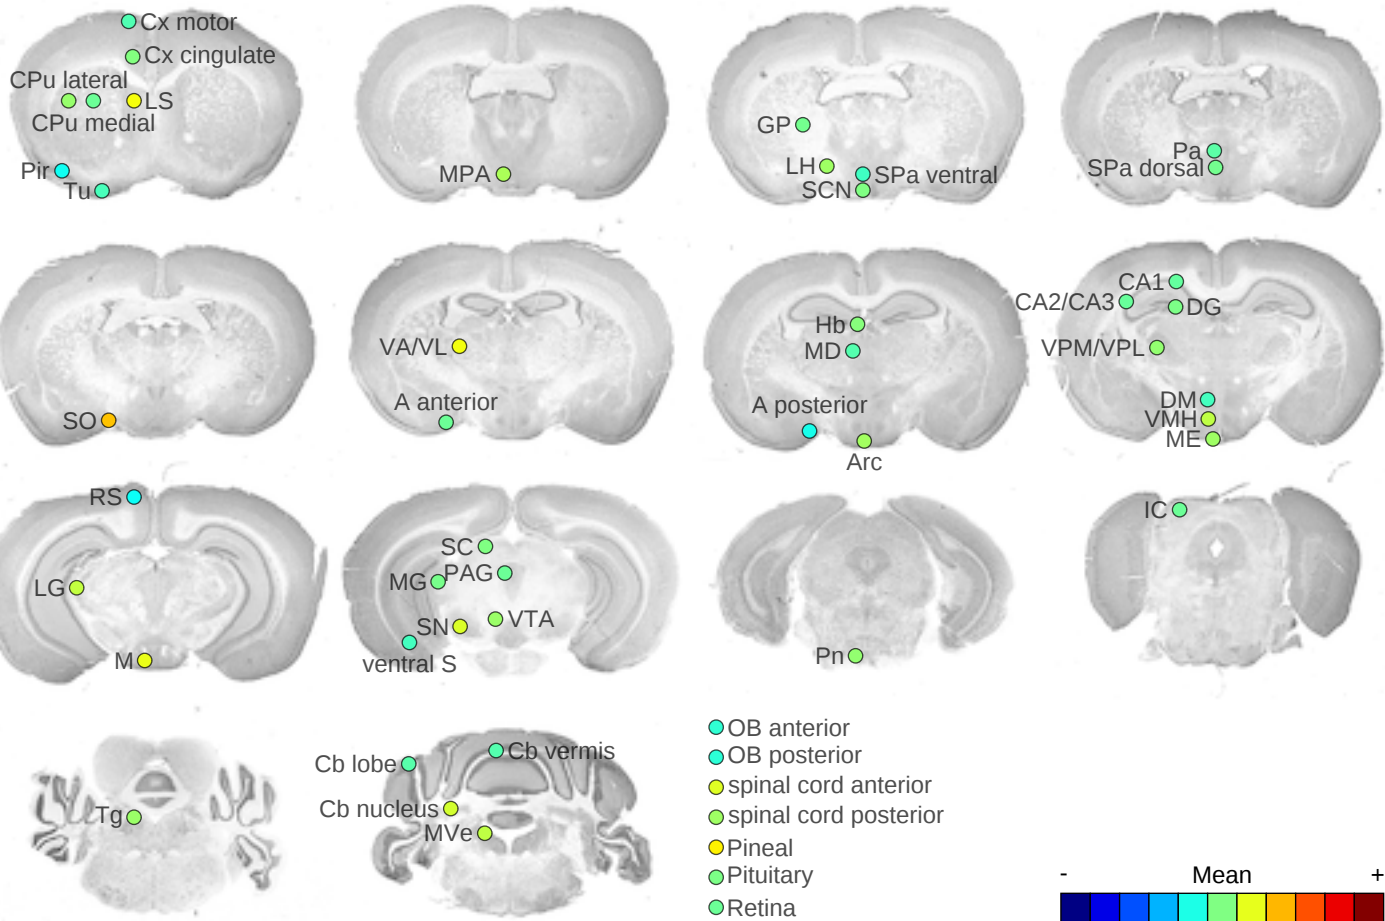 Cx motor
Cx cingulate
CPu lateral
LS
CPu medial
Pir
Tu
MPA
GP
LH
SPa ventral
SCN
Pa
SPa dorsal
SO
VA/VL
A anterior
Hb
MD
A posterior
Arc
CA1
CA2/CA3
DG
VPM/VPL
DM
VMH
ME
RS
LG
M
SC
MG
PAG
SN
VTA
ventral S
Pn
IC
Tg
Cb lobe
Cb vermis
Cb nucleus
MVe
OB anterior
OB posterior
spinal cord anterior
spinal cord posterior
Pineal
Pituitary
Retina
- Mean +